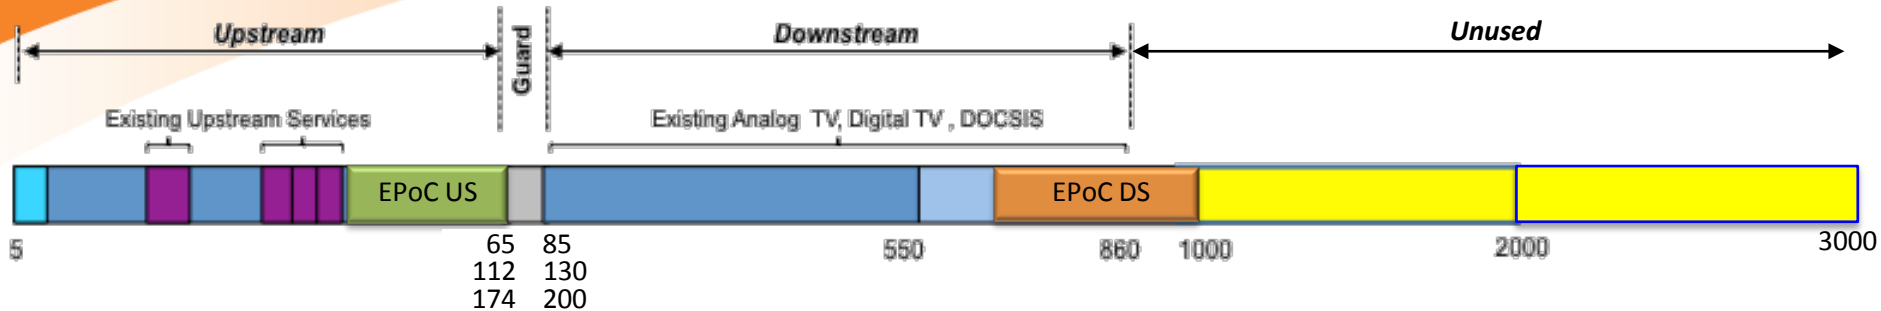 Upstream
Guard
Downstream
Unused
Existing Upstream Services
Existing Analog TV, Digital TV , DOCSIS
EPoC US
EPoC DS
5
65 85
550
860
1000
2000
3000
112 130
174 200